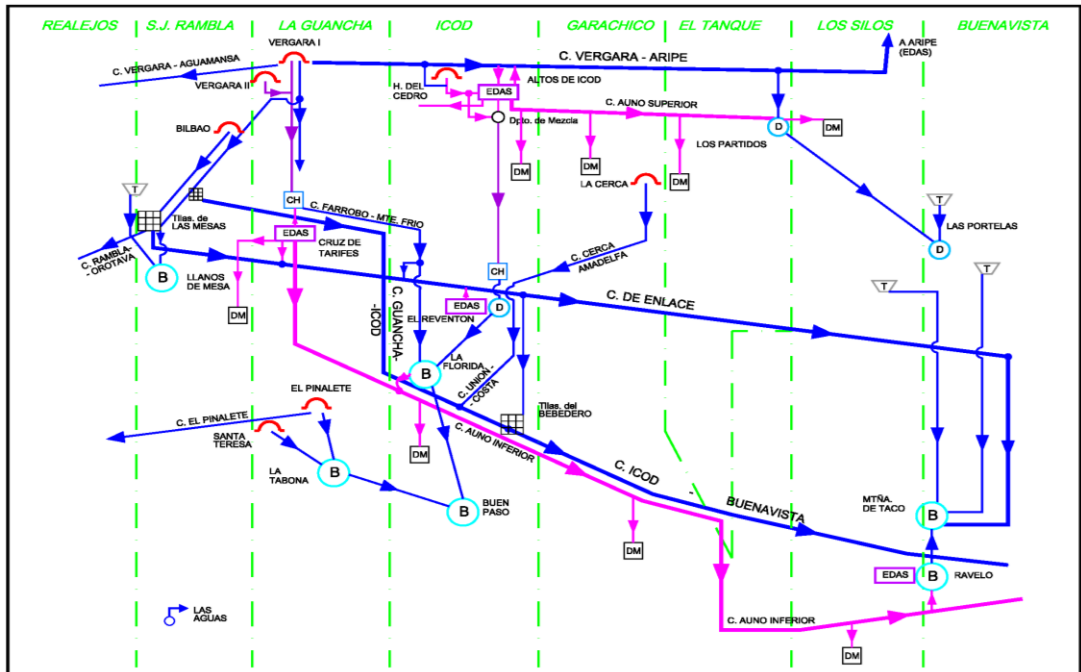 REALEJOS
S.J. RAMBLA
LA GUANCHA
ICOD
GARACHICO
EL TANQUE
LOS SILOS
BUENAVISTA
VERGARA I
C. VERGARA - AGUAMANSA
VERGARA II
C. VERGARA - ARIPE
A ARIPE
(EDAS)
H. DEL
CEDRO
EDAS
ALTOS DE ICOD
C. AUNO SUPERIOR
Dpto. de Mezcla
BILBAO
LOS PARTIDOS
D
DM
DM
DM
DM
LA CERCA
T
CH
C. FARROBO - MTE. FRIO
T
Tllas. de
LAS MESAS
EDAS
CRUZ DE
TARIFES
LAS PORTELAS
D
C. RAMBLA-
OROTAVA
B
LLANOS
DE MESA
CH
C. CERCA
AMADELFA
T
T
DM
C. GUANCHA-
-ICOD
EDAS
D
EL REVENTON
C. DE ENLACE
LA
FLORIDA
B
C. UNION -
- COSTA
EL PINALETE
C. EL PINALETE
SANTA
TERESA
Tllas. del
BEBEDERO
C. AUNO INFERIOR
DM
LA
TABONA
B
C. ICOD
-
BUENAVISTA
BUEN
PASO
B
MTÑA.
DE TACO
B
DM
EDAS
B
RAVELO
LAS
AGUAS
C. AUNO INFERIOR
DM